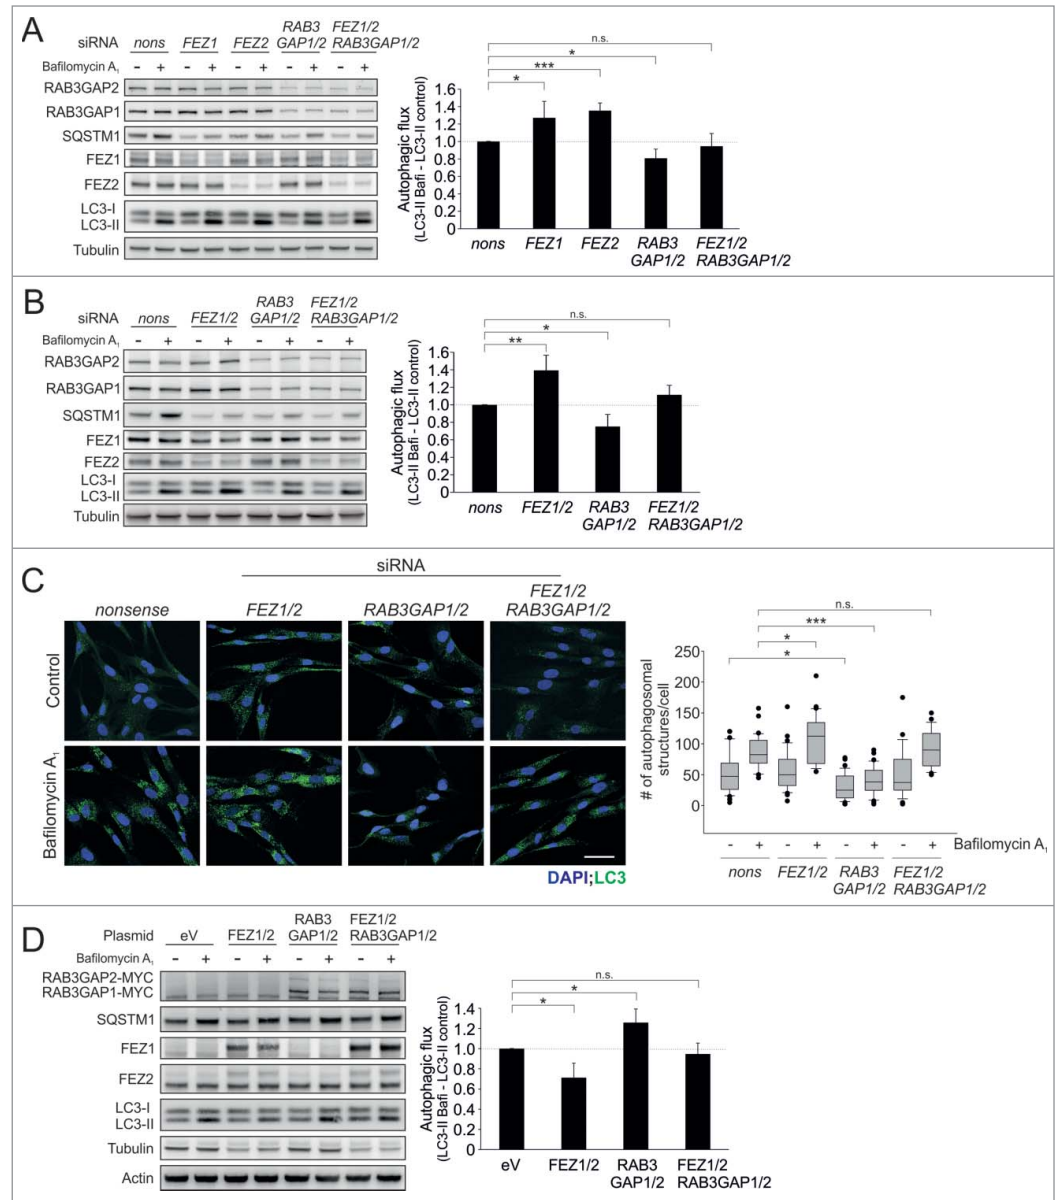 A
siRNA nons FEZ1 FEZ2 RAB3 GAP1/2 FEZ1/2 RAB3GAP1/2
Bafilomycin A1 - + - + - + - + - +
RAB3GAP2
RAB3GAP1
SQSTM1
FEZ1
FEZ2
LC3-I
LC3-II
Tubulin
n.s.
*
***
*
Autophagic flux
(LC3-II Bafi - LC3-II control)
1.6
1.4
1.2
1.0
0.8
0.6
0.4
0.2
0
nons FEZ1 FEZ2 RAB3 FEZ1/2
GAP1/2 RAB3GAP1/2
B
siRNA nons FEZ1/2 RAB3 GAP1/2 FEZ1/2 RAB3GAP1/2
Bafilomycin A1 - + - + - + - +
RAB3GAP2
RAB3GAP1
SQSTM1
FEZ1
FEZ2
LC3-I
LC3-II
Tubulin
n.s.
*
**
Autophagic flux
(LC3-II Bafi - LC3-II control)
1.6
1.4
1.2
1.0
0.8
0.6
0.4
0.2
0
nons FEZ1/2 RAB3 FEZ1/2
GAP1/2 RAB3GAP1/2
C
siRNA
nonsense FEZ1/2 RAB3GAP1/2 FEZ1/2 RAB3GAP1/2
Control
Bafilomycin A1
DAPI;LC3
n.s.
***
*
*
# of autophagosomal
structures/cell
250
200
150
100
50
0
- + - + - + - + Bafilomycin A1
nons FEZ1/2 RAB3 FEZ1/2
GAP1/2 RAB3GAP1/2
D
Plasmid eV FEZ1/2 RAB3 GAP1/2 FEZ1/2 RAB3GAP1/2
Bafilomycin A1 - + - + - + - +
RAB3GAP2-MYC
RAB3GAP1-MYC
SQSTM1
FEZ1
FEZ2
LC3-I
LC3-II
Tubulin
Actin
n.s.
*
*
Autophagic flux
(LC3-II Bafi - LC3-II control)
1.4
1.2
1.0
0.8
0.6
0.4
0.2
0
eV FEZ1/2 RAB3 FEZ1/2
GAP1/2 RAB3GAP1/2